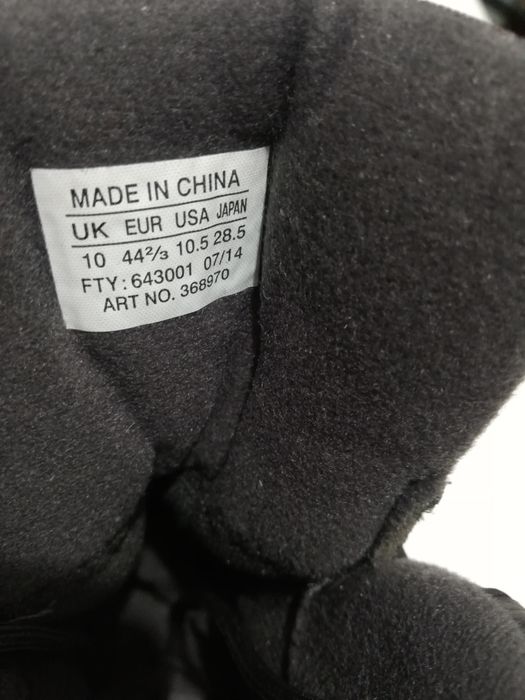 MADE IN CHINA
UK EUR USA JAPAN
10 44²/₃ 10.5 28.5
FTY: 643001 07/14
ART NO. 368970